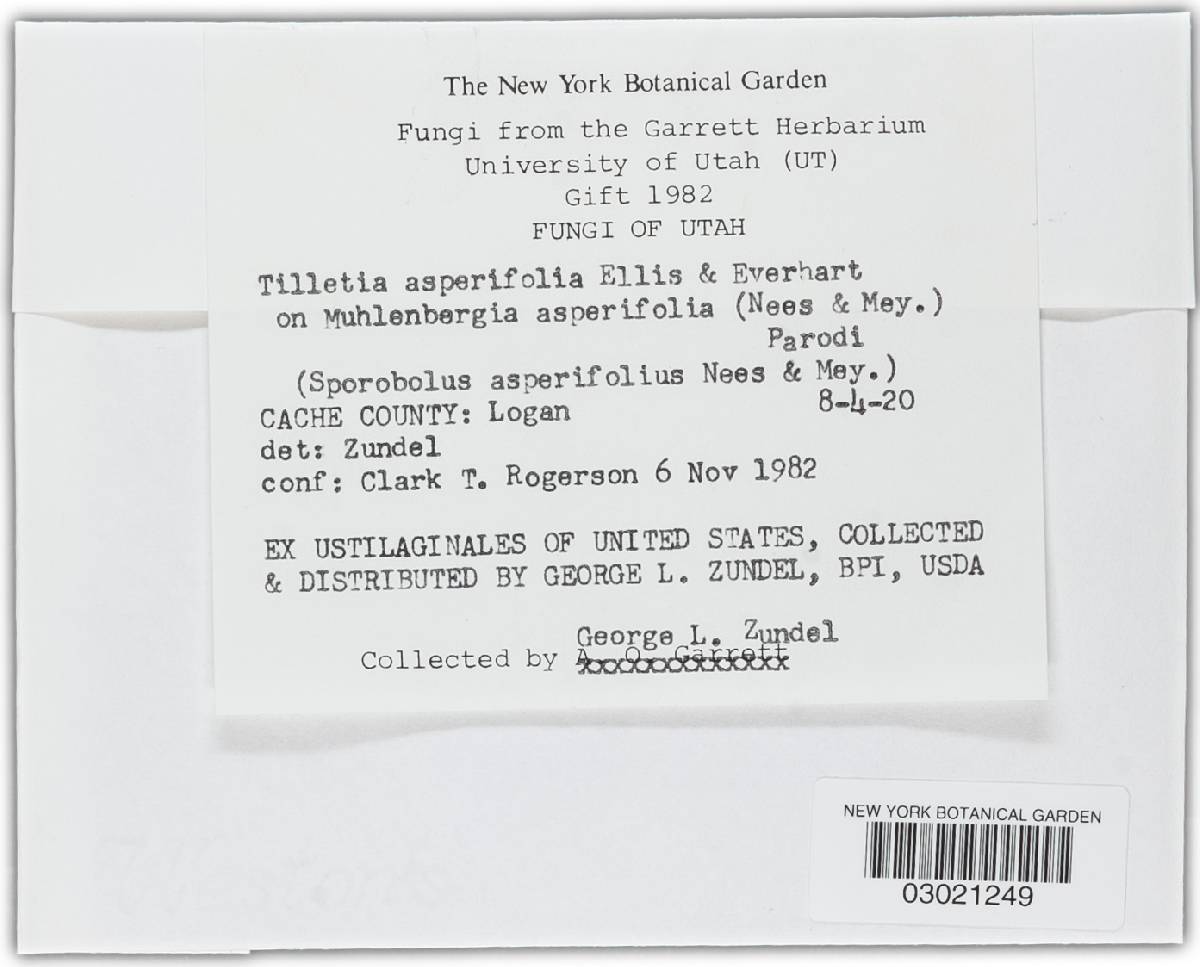 The New York Botanical Garden
Fungi from the Garrett Herbarium
University of Utah (UT)
Gift 1982
FUNGI OF UTAH
Tilletia asperifolia Ellis & Everhart
on Muhlenbergia asperifolia (Nees & Mey.)
Parodi
(Sporobolus asperifolius Nees & Mey.)
CACHE COUNTY: Logan 8-4-20
det: Zundel
conf: Clark T. Rogerson 6 Nov 1982
EX USTILAGINALES OF UNITED STATES, COLLECTED
& DISTRIBUTED BY GEORGE L. ZUNDEL, BPI, USDA
George L. Zundel
Collected by A. O. Garrett
NEW YORK BOTANICAL GARDEN
03021249